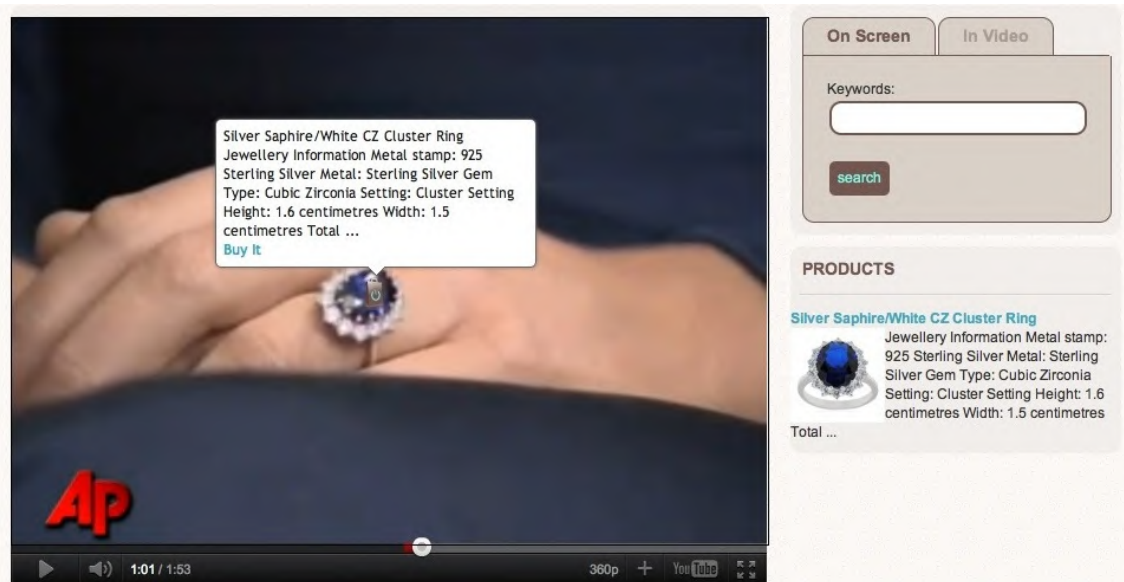 On Screen
In Video
Keywords:
search
Silver Saphire/White CZ Cluster Ring
Jewellery Information Metal stamp: 925
Sterling Silver Metal: Sterling Silver Gem
Type: Cubic Zirconia Setting: Cluster Setting
Height: 1.6 centimetres Width: 1.5
centimetres Total ...
Buy It
PRODUCTS
Silver Saphire/White CZ Cluster Ring
Jewellery Information Metal stamp:
925 Sterling Silver Metal: Sterling
Silver Gem Type: Cubic Zirconia
Setting: Cluster Setting Height: 1.6
centimetres Width: 1.5 centimetres
Total ...
AP
1:01 / 1:53
360p
YouTube